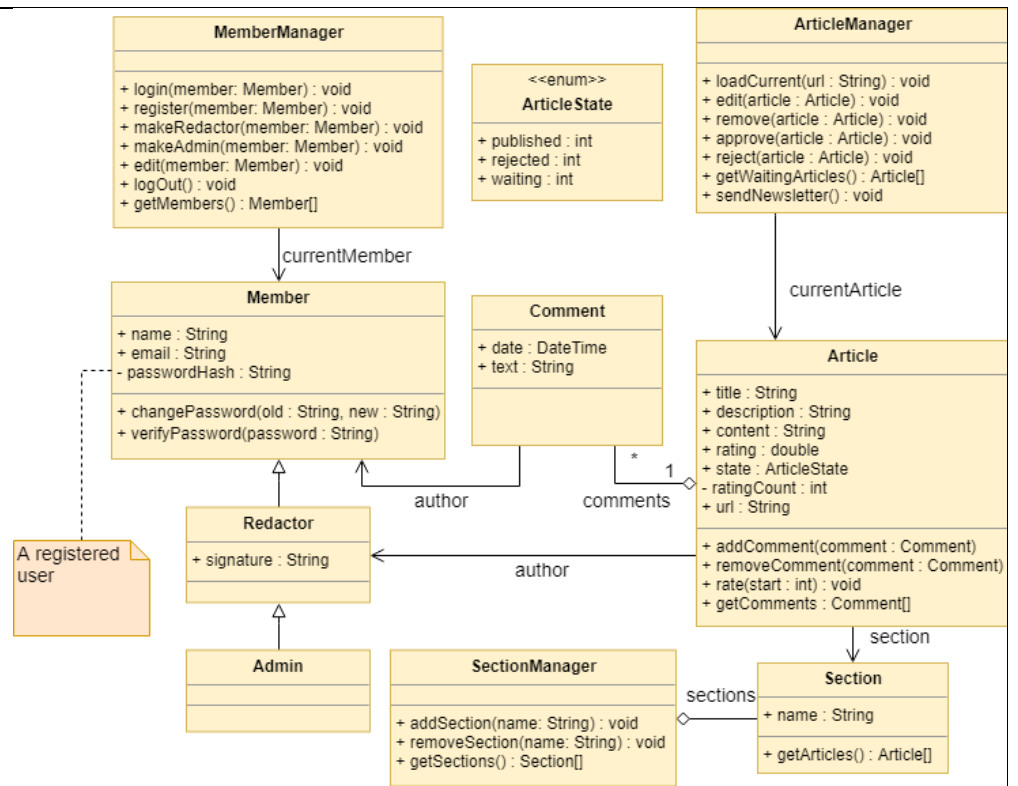 MemberManager
+ login(member: Member) : void
+ register(member: Member) : void
+ makeRedactor(member: Member) : void
+ makeAdmin(member: Member) : void
+ edit(member: Member) : void
+ logOut() : void
+ getMembers() : Member[]
<<enum>>
ArticleState
+ published : int
+ rejected : int
+ waiting : int
ArticleManager
+ loadCurrent(url : String) : void
+ edit(article : Article) : void
+ remove(article : Article) : void
+ approve(article : Article) : void
+ reject(article : Article) : void
+ getWaitingArticles() : Article[]
+ sendNewsletter() : void
currentMember
currentArticle
Member
+ name : String
+ email : String
- passwordHash : String
+ changePassword(old : String, new : String)
+ verifyPassword(password : String)
Comment
+ date : DateTime
+ text : String
Article
+ title : String
+ description : String
+ content : String
+ rating : double
+ state : ArticleState
- ratingCount : int
+ url : String
+ addComment(comment : Comment)
+ removeComment(comment : Comment)
+ rate(start : int) : void
+ getComments : Comment[]
*
1
comments
author
Redactor
+ signature : String
author
A registered
user
section
Admin
SectionManager
+ addSection(name: String) : void
+ removeSection(name: String) : void
+ getSections() : Section[]
sections
Section
+ name : String
+ getArticles() : Article[]